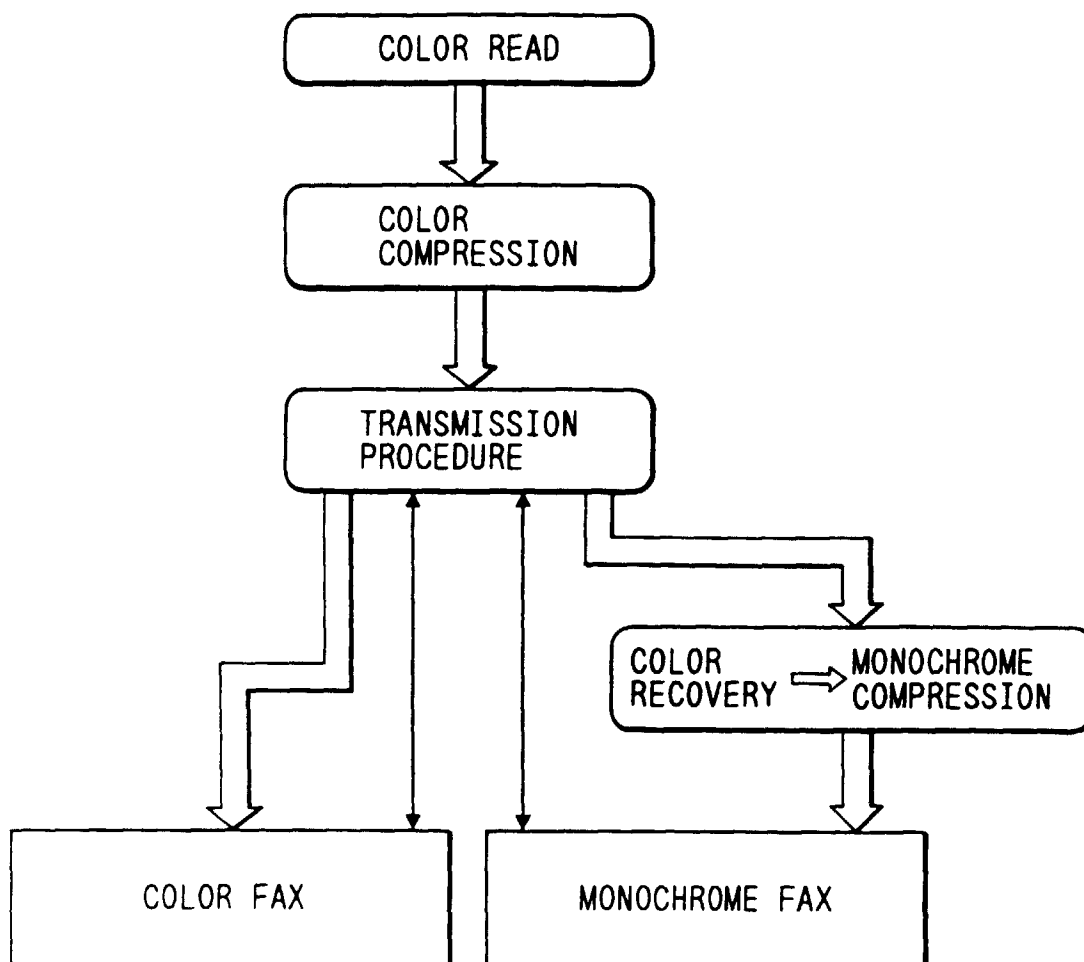 COLOR READ
COLOR
COMPRESSION
TRANSMISSION
PROCEDURE
COLOR
RECOVERY
MONOCHROME
COMPRESSION
COLOR FAX
MONOCHROME FAX